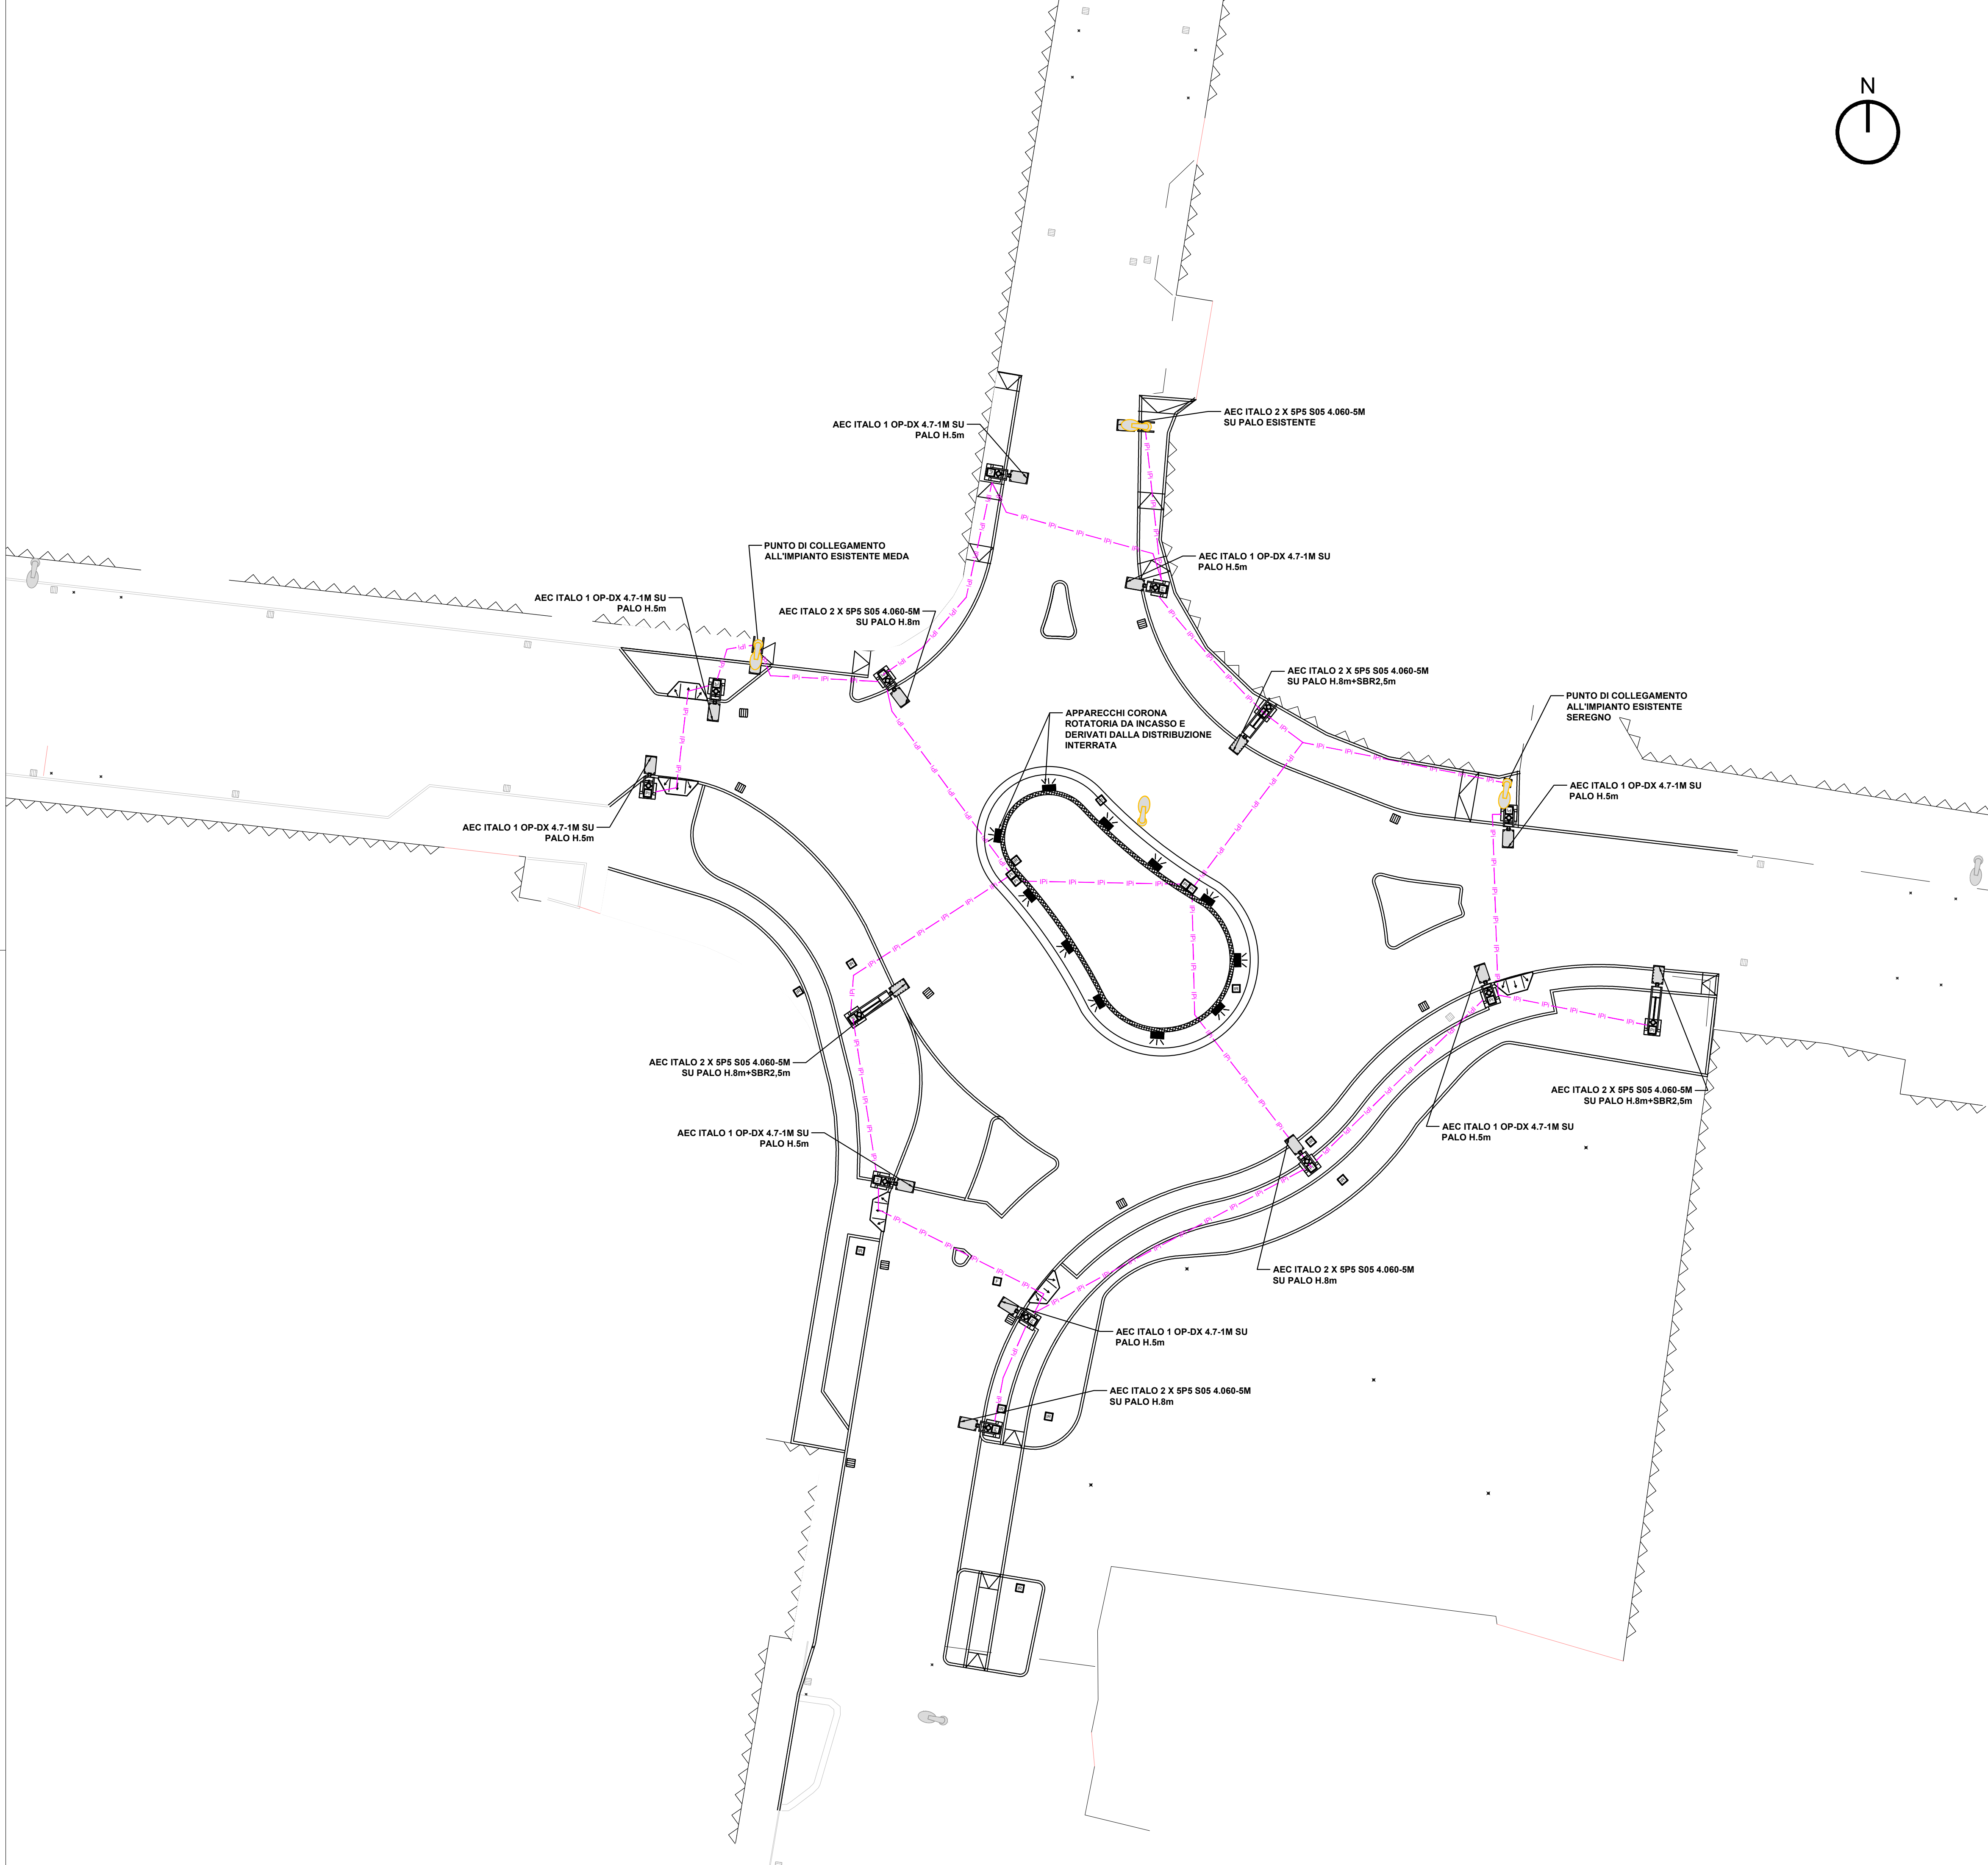 N
AEC ITALO 2 X 5P5 S05 4.060-5M
SU PALO ESISTENTE
AEC ITALO 1 OP-DX 4.7-1M SU
PALO H.5m
PUNTO DI COLLEGAMENTO
ALL'IMPIANTO ESISTENTE MEDA
AEC ITALO 1 OP-DX 4.7-1M SU
PALO H.5m
AEC ITALO 1 OP-DX 4.7-1M SU
PALO H.5m
AEC ITALO 2 X 5P5 S05 4.060-5M
SU PALO H.8m
AEC ITALO 2 X 5P5 S05 4.060-5M
SU PALO H.8m+SBR2,5m
PUNTO DI COLLEGAMENTO
ALL'IMPIANTO ESISTENTE
SEREGNO
APPARECCHI CORONA
ROTATORIA DA INCASSO E
DERIVATI DALLA DISTRIBUZIONE
INTERRATA
AEC ITALO 1 OP-DX 4.7-1M SU
PALO H.5m
AEC ITALO 1 OP-DX 4.7-1M SU
PALO H.5m
AEC ITALO 2 X 5P5 S05 4.060-5M
SU PALO H.8m+SBR2,5m
AEC ITALO 2 X 5P5 S05 4.060-5M
SU PALO H.8m+SBR2,5m
AEC ITALO 1 OP-DX 4.7-1M SU
PALO H.5m
AEC ITALO 1 OP-DX 4.7-1M SU
PALO H.5m
AEC ITALO 2 X 5P5 S05 4.060-5M
SU PALO H.8m
AEC ITALO 1 OP-DX 4.7-1M SU
PALO H.5m
AEC ITALO 2 X 5P5 S05 4.060-5M
SU PALO H.8m